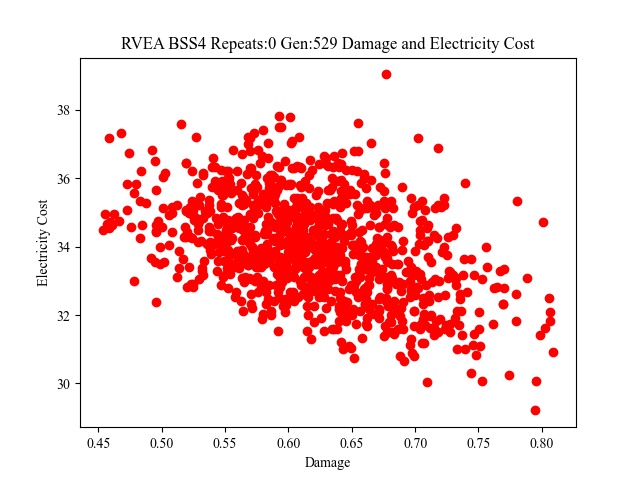 RVEA BSS4 Repeats:0 Gen:529 Damage and Electricity Cost
38
36
34
32
30
Electricity Cost
0.45 0.50 0.55 0.60 0.65 0.70 0.75 0.80
Damage